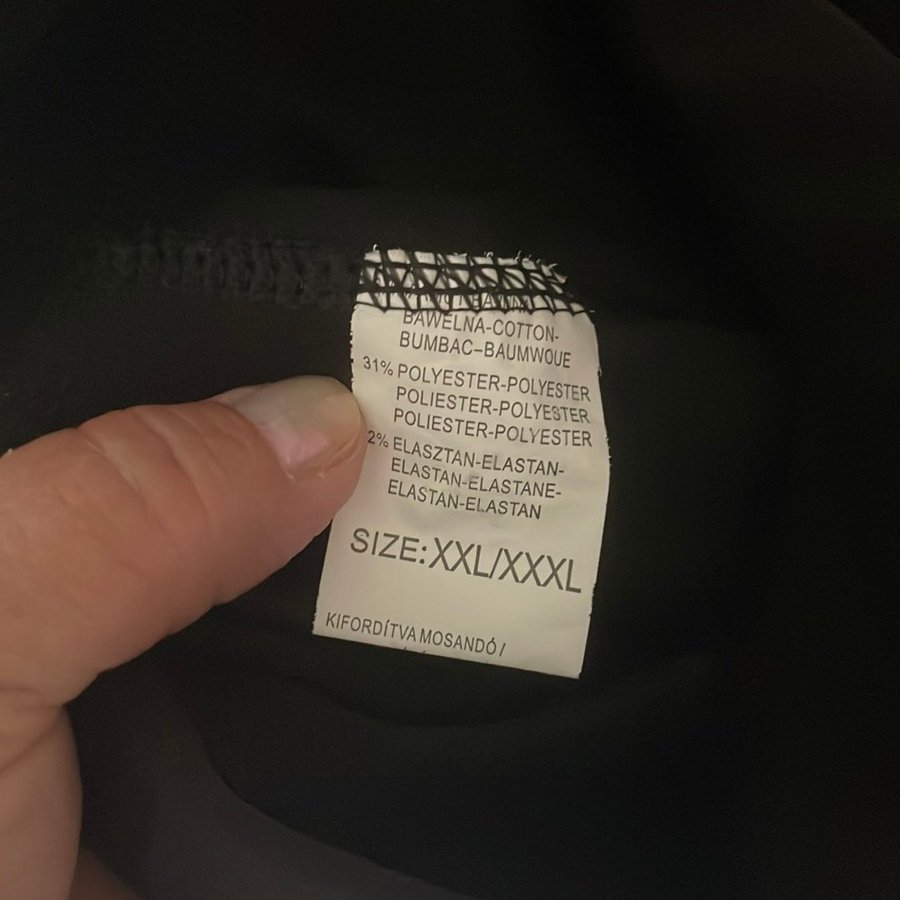 BAWEŁNA-COTTON-
BUMBAC-BAUMWOUE
31% POLYESTER-POLYESTER
POLIESTER-POLYESTER
POLIESTER-POLYESTER
2% ELASZTAN-ELASTAN-
ELASTAN-ELASTANE-
ELASTAN-ELASTAN
SIZE:XXL/XXXL
KIFORDÍTVA MOSANDÓ/